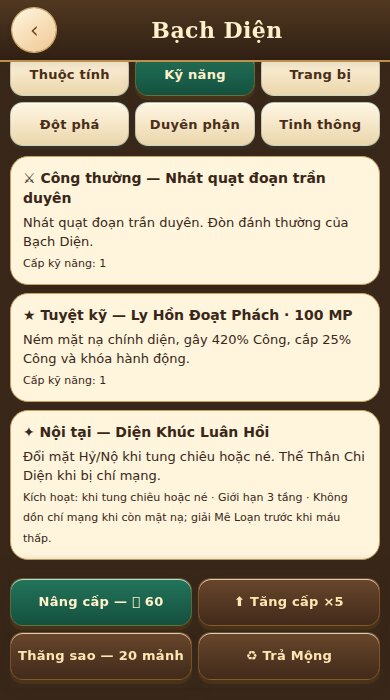 ‹
Bạch Diện
Thuộc tính
Kỹ năng
Trang bị
Đột phá
Duyên phận
Tinh thông
⚔ Công thường — Nhát quạt đoạn trần
duyên
Nhát quạt đoạn trần duyên. Đòn đánh thường của
Bạch Diện.
Cấp kỹ năng: 1
★ Tuyệt kỹ — Ly Hồn Đoạt Phách · 100 MP
Ném mặt nạ chính diện, gây 420% Công, cắp 25%
Công và khóa hành động.
Cấp kỹ năng: 1
✦ Nội tại — Diện Khúc Luân Hồi
Đổi mặt Hỷ/Nộ khi tung chiêu hoặc né. Thế Thân Chi
Diện khi bị chí mạng.
Kích hoạt: khi tung chiêu hoặc né · Giới hạn 3 tầng · Không
dồn chí mạng khi còn mặt nạ; giải Mê Loạn trước khi máu
thấp.
Nâng cấp — 60
⬆ Tăng cấp ×5
Thăng sao — 20 mảnh
♻ Trả Mộng